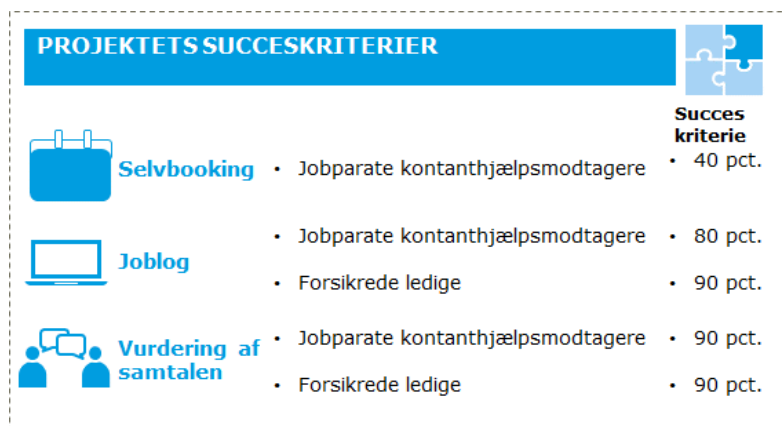 PROJEKTETS SUCCESKRITERIER
Succes
kriterie
Selvbooking • Jobparate kontanthjælpsmodtagere • 40 pct.
Joblog • Jobparate kontanthjælpsmodtagere • 80 pct.
• Forsikrede ledige • 90 pct.
Vurdering af
samtalen • Jobparate kontanthjælpsmodtagere • 90 pct.
• Forsikrede ledige • 90 pct.